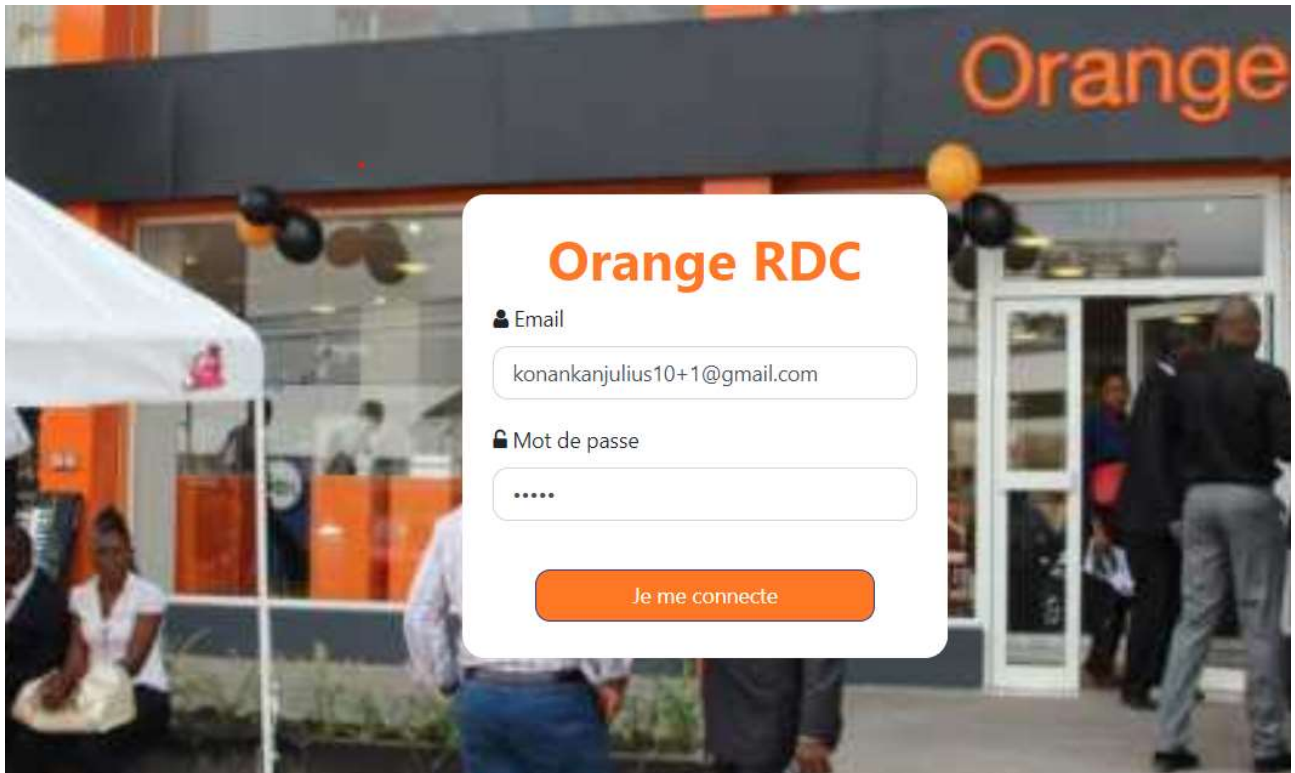 Orange
Orange RDC
Email
konankanjulius10+1@gmail.com
Mot de passe
•••••
Je me connecte